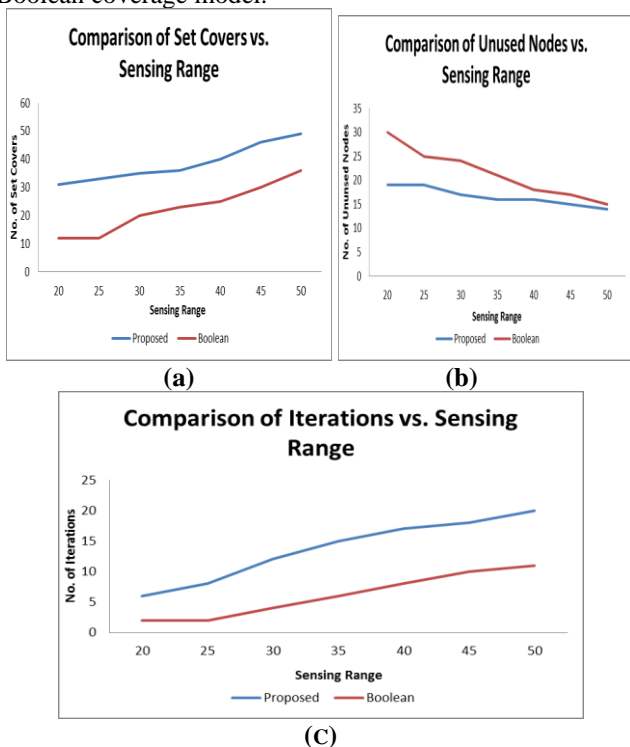 Boolean coverage model.
Comparison of Set Covers vs.
Sensing Range
No. of Set Covers
60
50
40
30
20
10
0
20 25 30 35 40 45 50
Sensing Range
Proposed Boolean
(a)
Comparison of Unused Nodes vs.
Sensing Range
No. of Ununsed Nodes
35
30
25
20
15
10
5
0
20 25 30 35 40 45 50
Sensing Range
Proposed Boolean
(b)
Comparison of Iterations vs. Sensing
Range
No. of Iterations
25
20
15
10
5
0
20 25 30 35 40 45 50
Sensing Range
Proposed Boolean
(C)